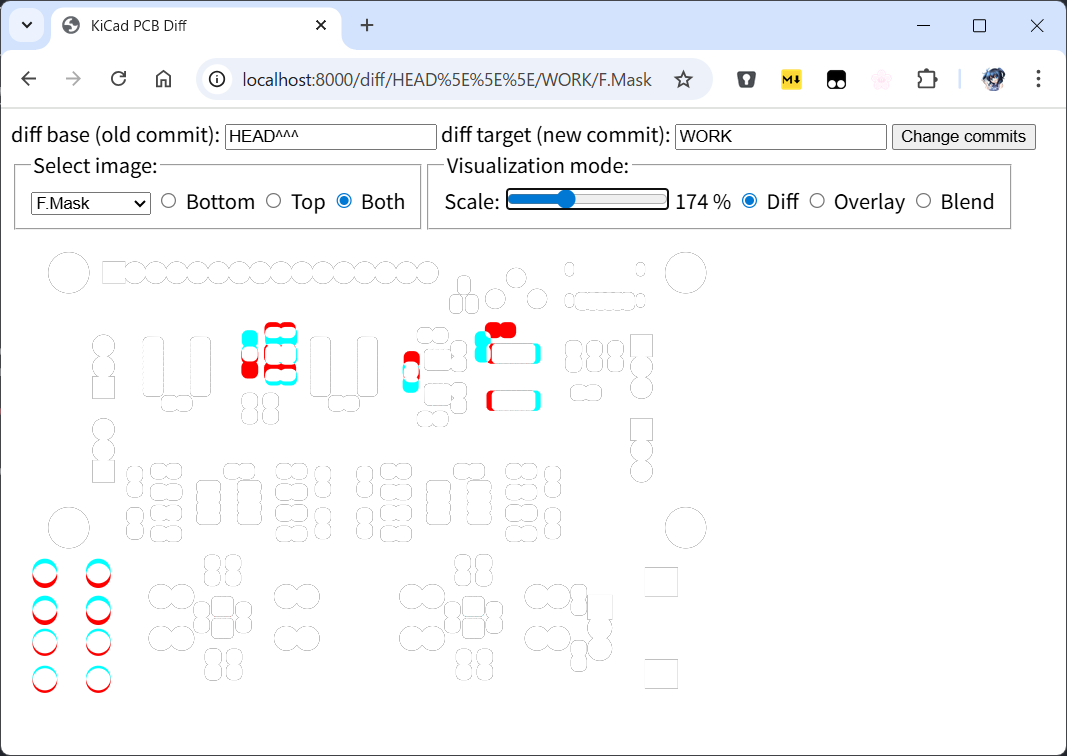 KiCad PCB Diff
localhost:8000/diff/HEAD%5E%5E%5E/WORK/F.Mask
M
diff base (old commit): HEAD^^^ diff target (new commit): WORK Change commits
Select image: Visualization mode:
F.Mask Bottom Top Both Scale: 174 % Diff Overlay Blend